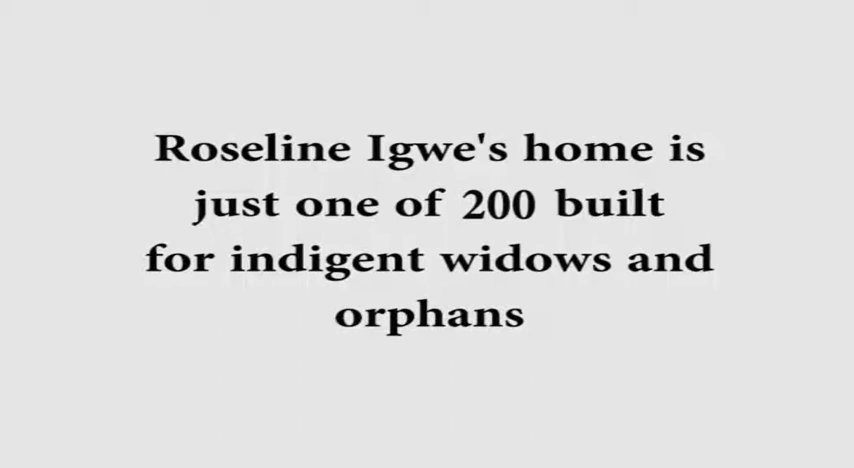 Roseline Igwe's home is
just one of 200 built
for indigent widows and
orphans